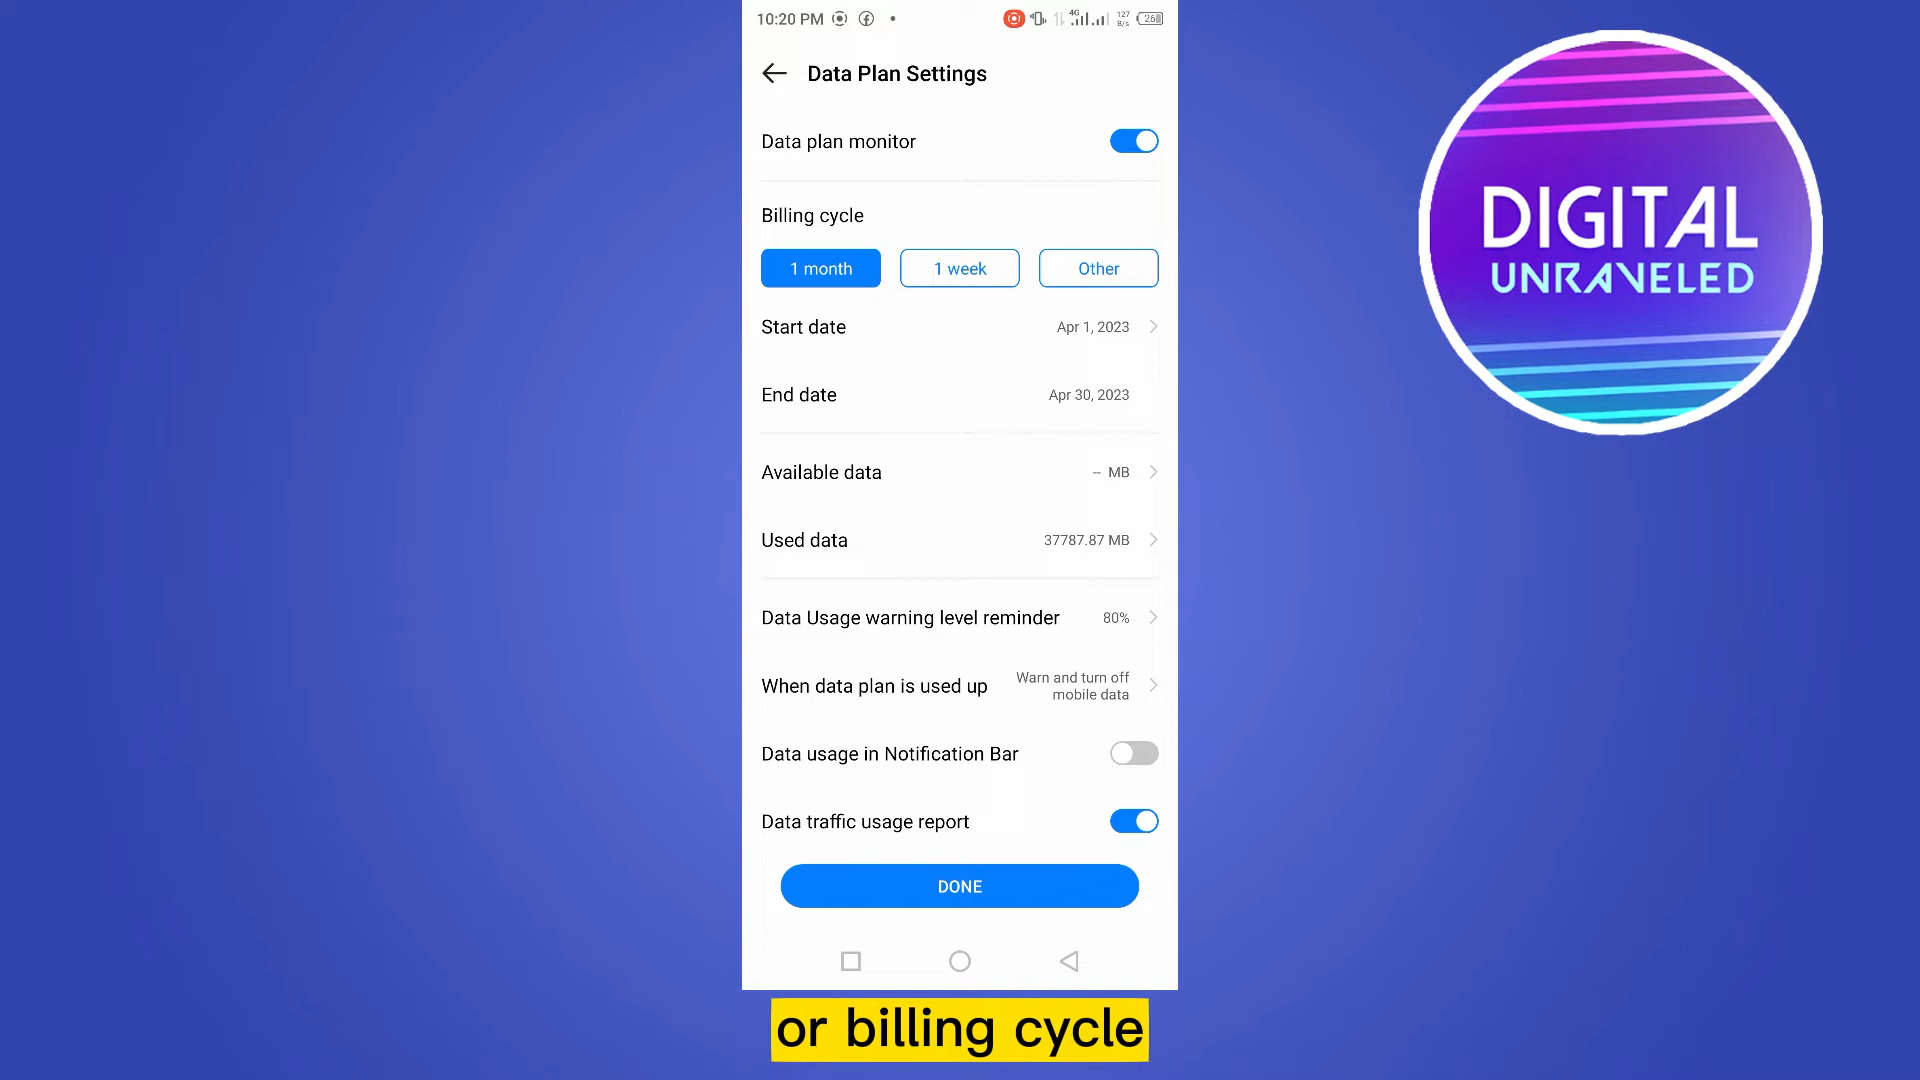 10:20 PM
4G
127
B/s
26
Data Plan Settings
Data plan monitor
Billing cycle
1 month
1 week
Other
Start date
Apr 1, 2023
End date
Apr 30, 2023
Available data
-- MB
Used data
37787.87 MB
Data Usage warning level reminder
80%
When data plan is used up
Warn and turn off
mobile data
Data usage in Notification Bar
Data traffic usage report
DONE
or billing cycle
DIGITAL
UNRAVELED